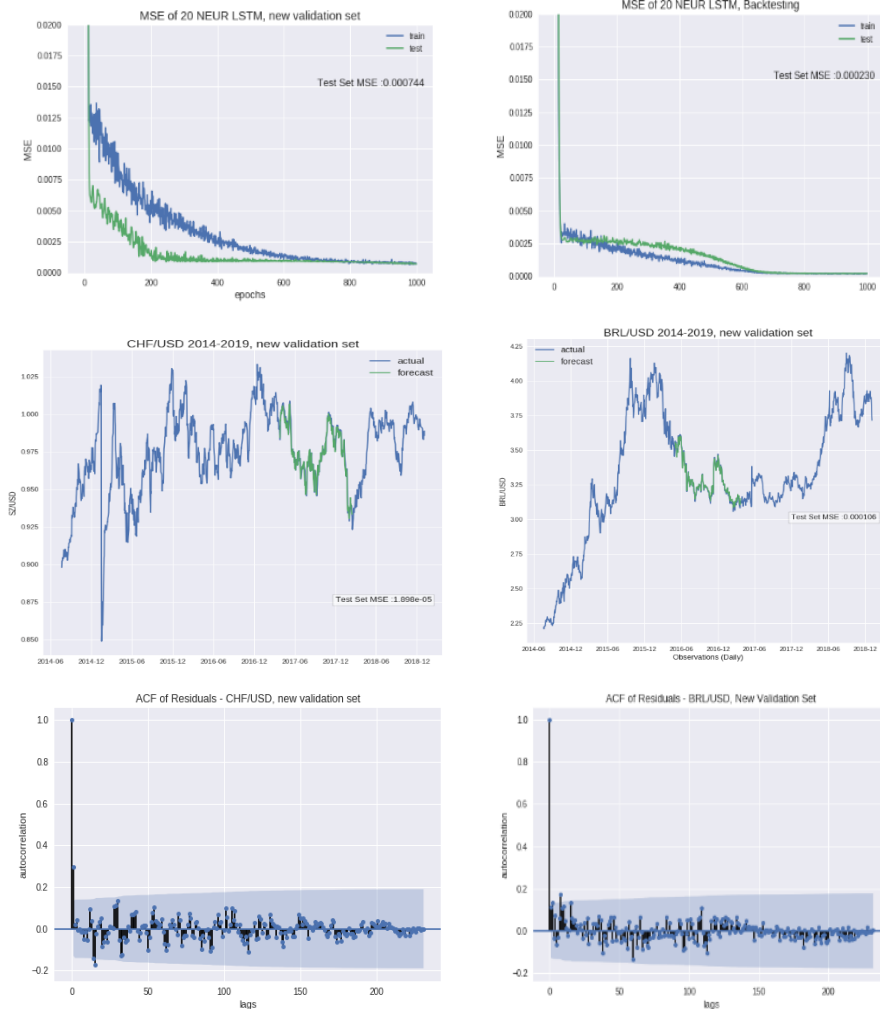 MSE of 20 NEUR LSTM, new validation set
0.0200
0.0175
0.0150
0.0125
0.0100
0.0075
0.0050
0.0025
0.0000
MSE
train
test
Test Set MSE :0.000744
0 200 400 600 800 1000
epochs
MSE of 20 NEUR LSTM, Backtesting
0.0200
0.0175
0.0150
0.0125
0.0100
0.0075
0.0050
0.0025
0.0000
MSE
train
test
Test Set MSE :0.000230
0 200 400 600 800 1000
CHF/USD 2014-2019, new validation set
1.025
1.000
0.975
0.950
0.925
0.900
0.875
0.850
SZ/USD
actual
forecast
Test Set MSE :1.898e-05
2014-06 2014-12 2015-06 2015-12 2016-06 2016-12 2017-06 2017-12 2018-06 2018-12
BRL/USD 2014-2019, new validation set
4.25
4.00
3.75
3.50
3.25
3.00
2.75
2.50
2.25
BRL/USD
actual
forecast
Test Set MSE :0.000106
2014-06 2014-12 2015-06 2015-12 2016-06 2016-12 2017-06 2017-12 2018-06 2018-12
Observations (Daily)
ACF of Residuals - CHF/USD, new validation set
1.0
0.8
0.6
0.4
0.2
0.0
−0.2
autocorrelation
0 50 100 150 200
lags
ACF of Residuals - BRL/USD, New Validation Set
1.0
0.8
0.6
0.4
0.2
0.0
−0.2
autocorrelation
0 50 100 150 200
lags